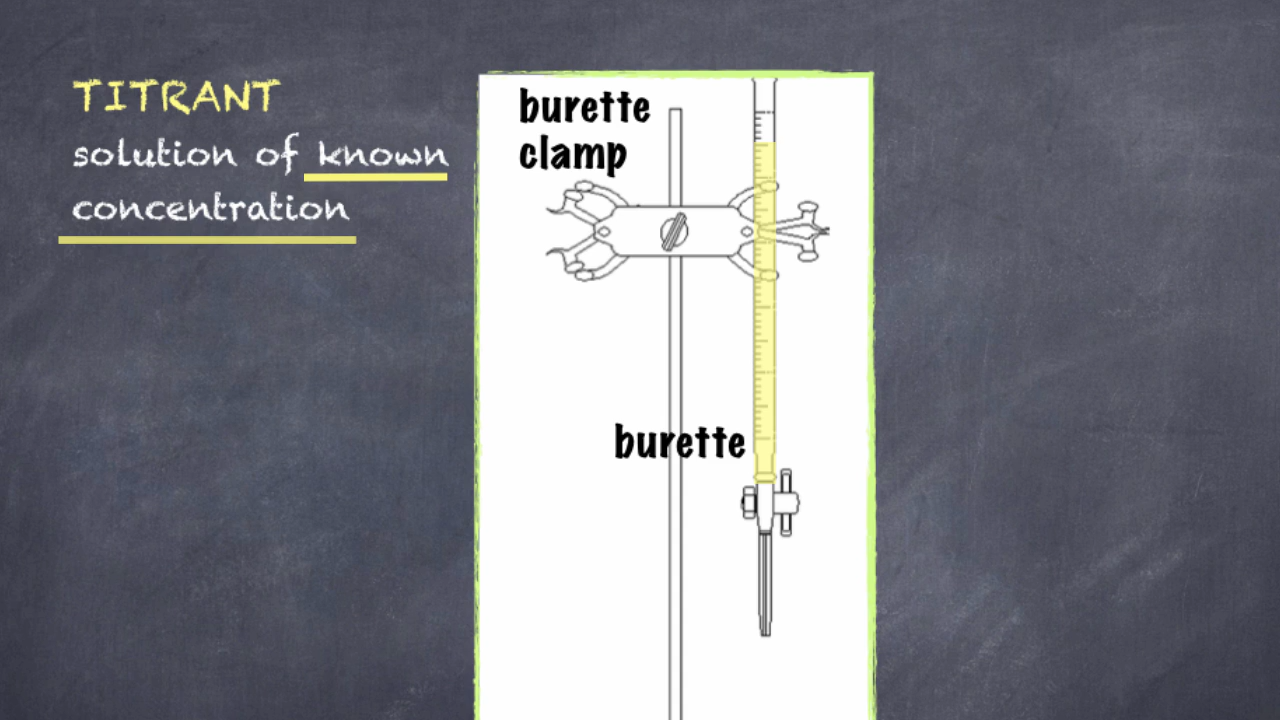 TITRANT
solution of known
concentration
burette
clamp
burette